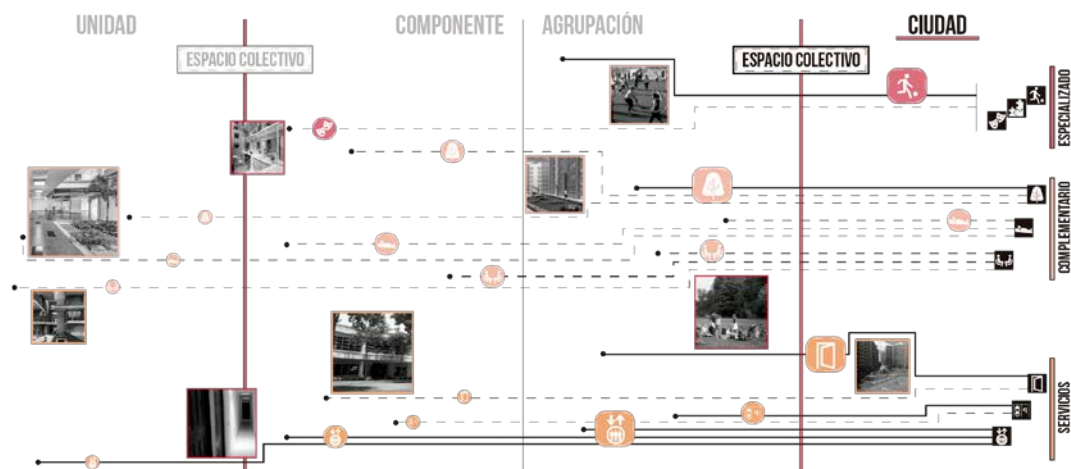 UNIDAD
COMPONENTE
AGRUPACIÓN
CIUDAD
ESPACIO COLECTIVO
ESPACIO COLECTIVO
ESPECIALIZADO
COMPLEMENTARIO
SERVICIOS